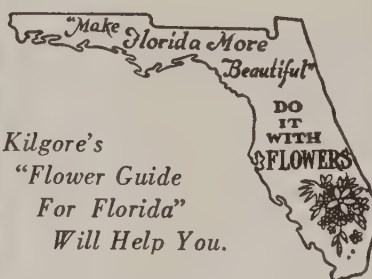 "Make
Florida More
Beautiful"
DO
IT
WITH
FLOWERS
Kilgore's
"Flower Guide
For Florida"
Will Help You.